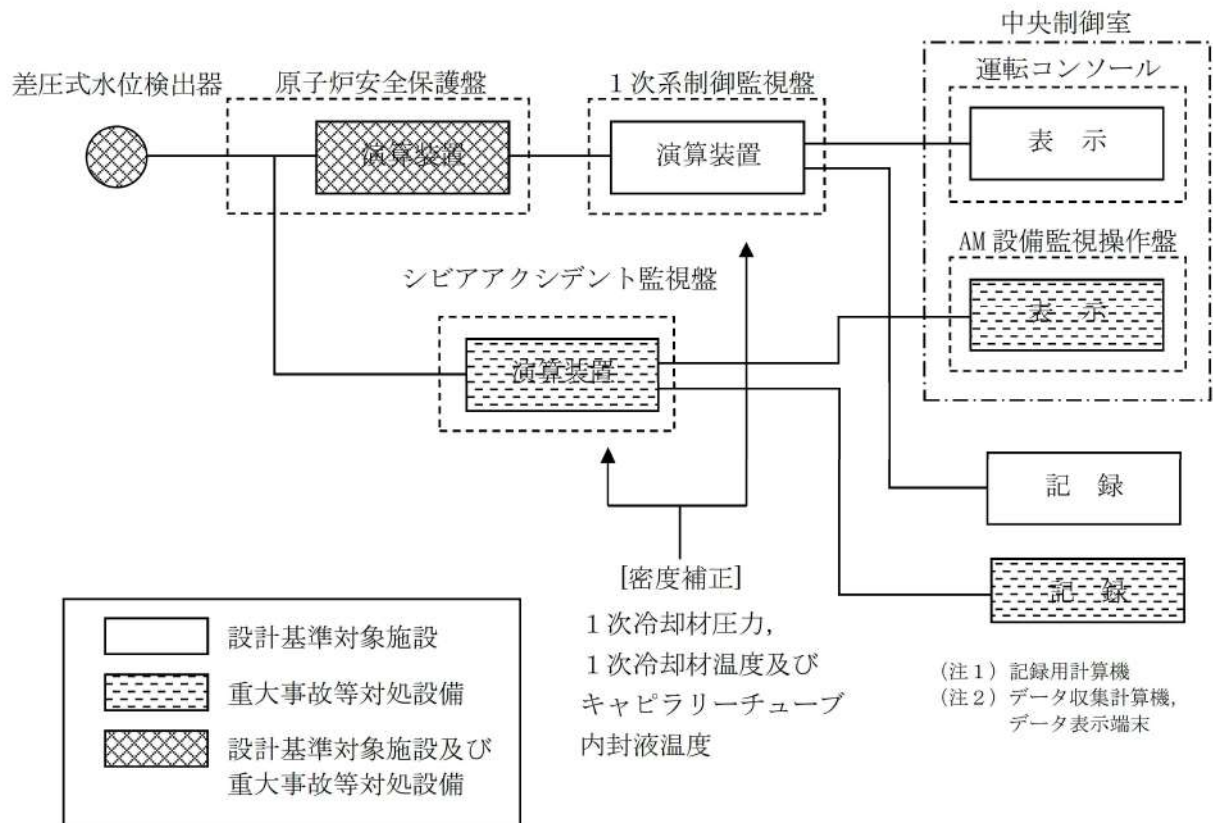 中央制御室
差圧式水位検出器
原子炉安全保護盤
1次系制御監視盤
運転コンソール
演算装置
演算装置
表 示
シビアアクシデント監視盤
AM設備監視操作盤
演算装置
表 示
記 録
記 録
[密度補正]
1次冷却材圧力,
1次冷却材温度及び
キャピラリーチューブ
内封液温度
(注1) 記録用計算機
(注2) データ収集計算機,
データ表示端末
設計基準対象施設
重大事故等対処設備
設計基準対象施設及び
重大事故等対処設備